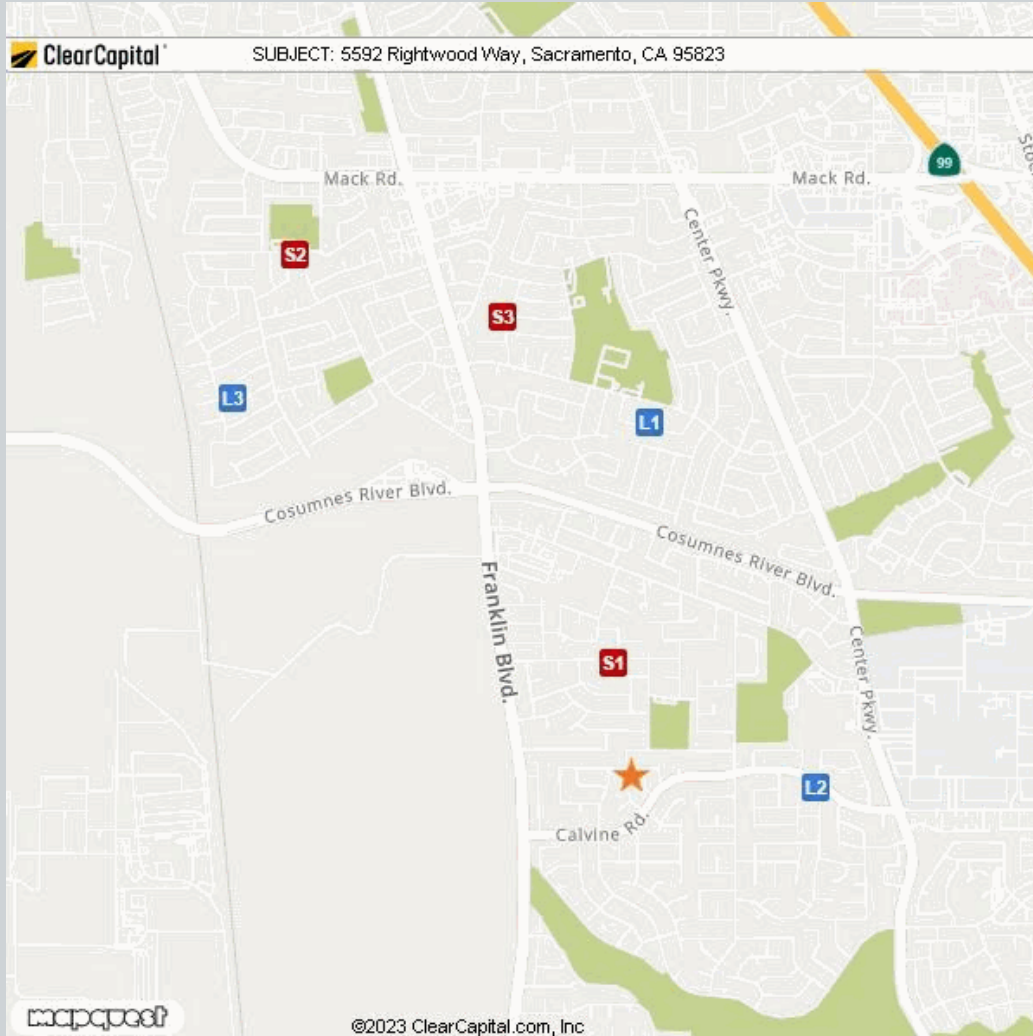 ClearCapital SUBJECT: 5592 Rightwood Way, Sacramento, CA 95823
99
Mack Rd. Mack Rd.
S2
Center Pkwy.
S3
L3
L1
Cosumnes River Blvd.
Cosumnes River Blvd.
Franklin Blvd.
S1
Center Pkwy.
L2
Calvine Rd.
mapquest
©2023 ClearCapital.com, Inc